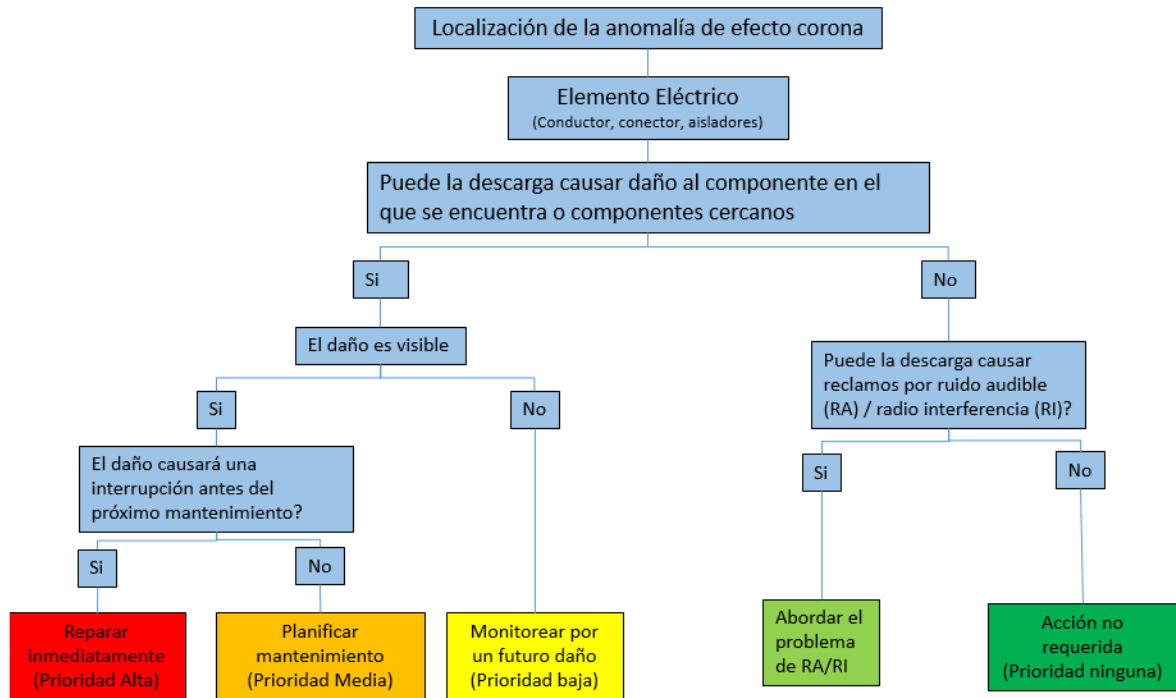 Localización de la anomalía de efecto corona
Elemento Eléctrico
(Conductor, conector, aisladores)
Puede la descarga causar daño al componente en el
que se encuentra o componentes cercanos
Si
No
El daño es visible
Puede la descarga causar
reclamos por ruido audible
(RA) / radio interferencia (RI)?
Si
No
El daño causará una
interrupción antes del
próximo mantenimiento?
Si
No
Si
No
Reparar
inmediatamente
(Prioridad Alta)
Planificar
mantenimiento
(Prioridad Media)
Monitorear por
un futuro daño
(Prioridad baja)
Abordar el
problema
de RA/RI
Acción no
requerida
(Prioridad ninguna)